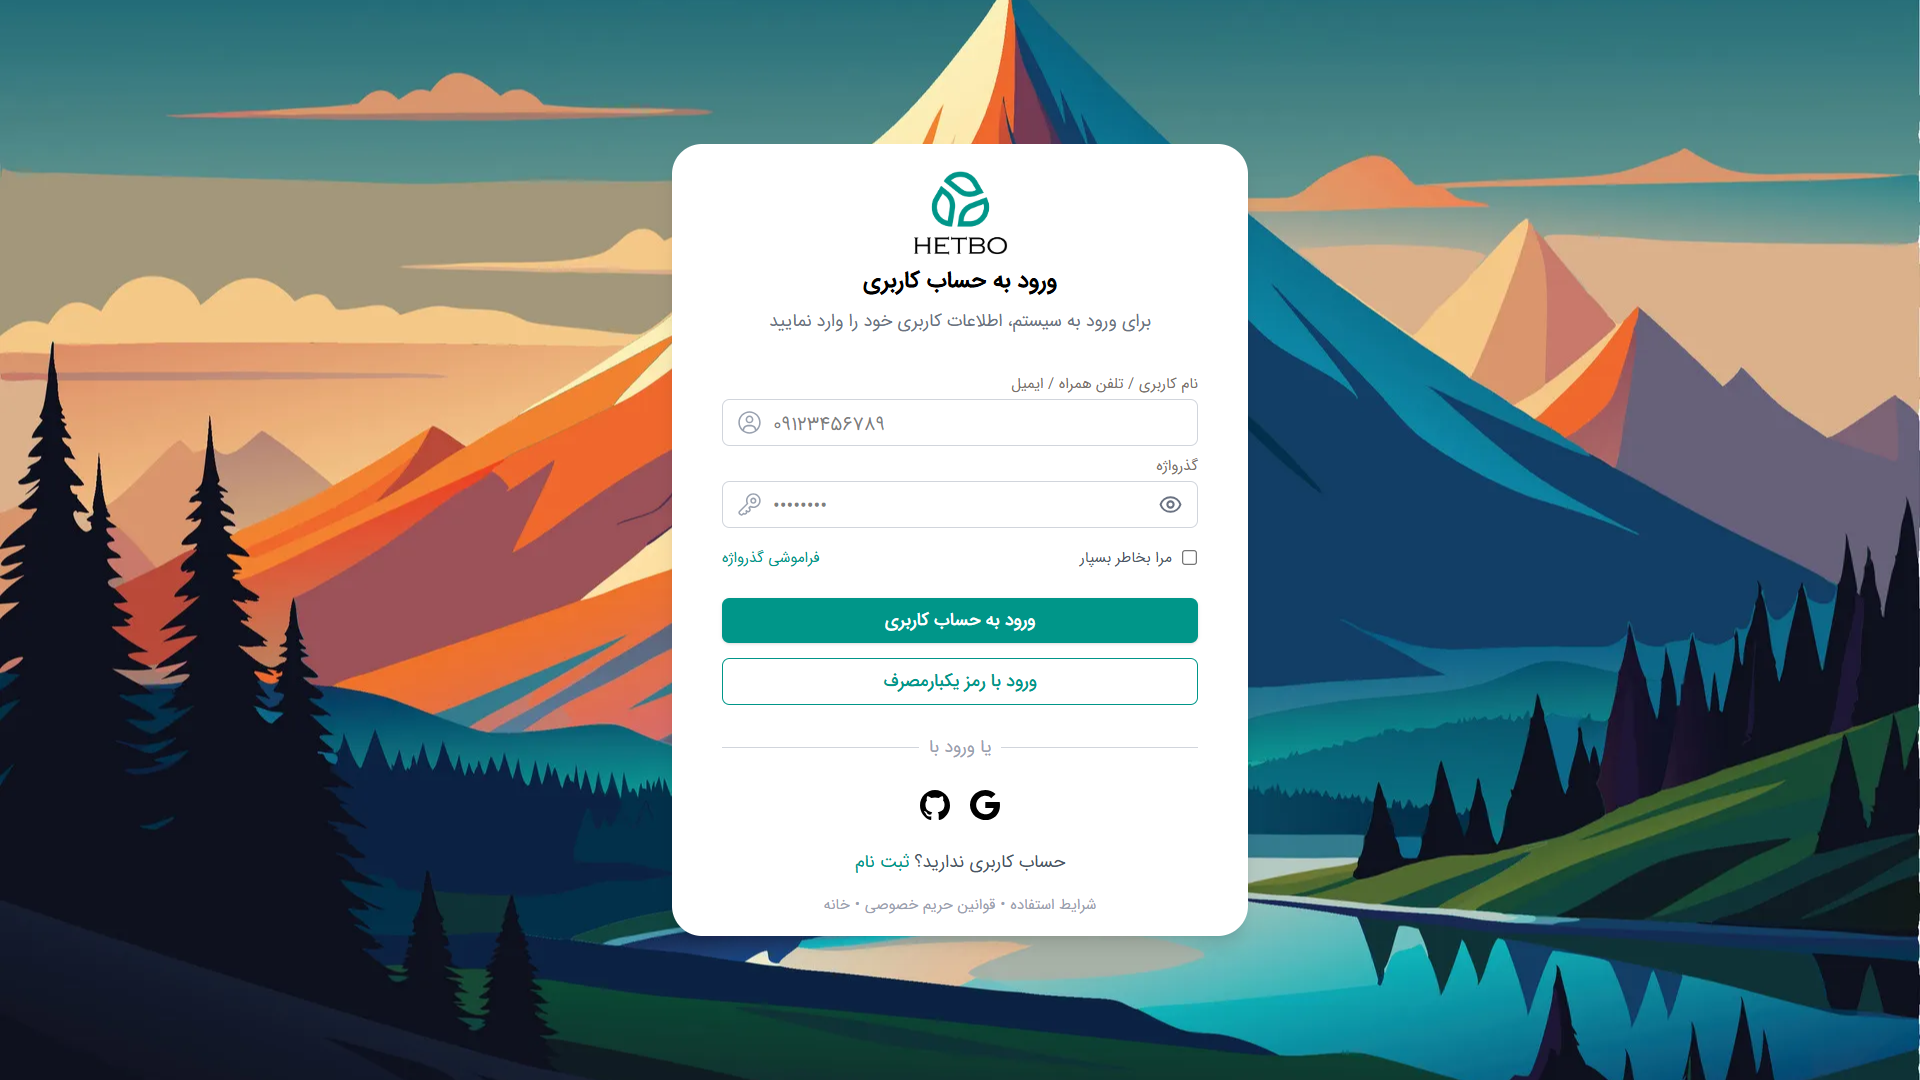 HETBO
ورود به حساب کاربری
برای ورود به سیستم، اطلاعات کاربری خود را وارد نمایید
نام کاربری / تلفن همراه / ایمیل
۰۹۱۲۳۴۵۶۷۸۹
گذرواژه
••••••••
مرا بخاطر بسپار
فراموشی گذرواژه
ورود به حساب کاربری
ورود با رمز یکبارمصرف
یا ورود با
حساب کاربری ندارید؟ ثبت نام
شرایط استفاده • قوانین حریم خصوصی • خانه